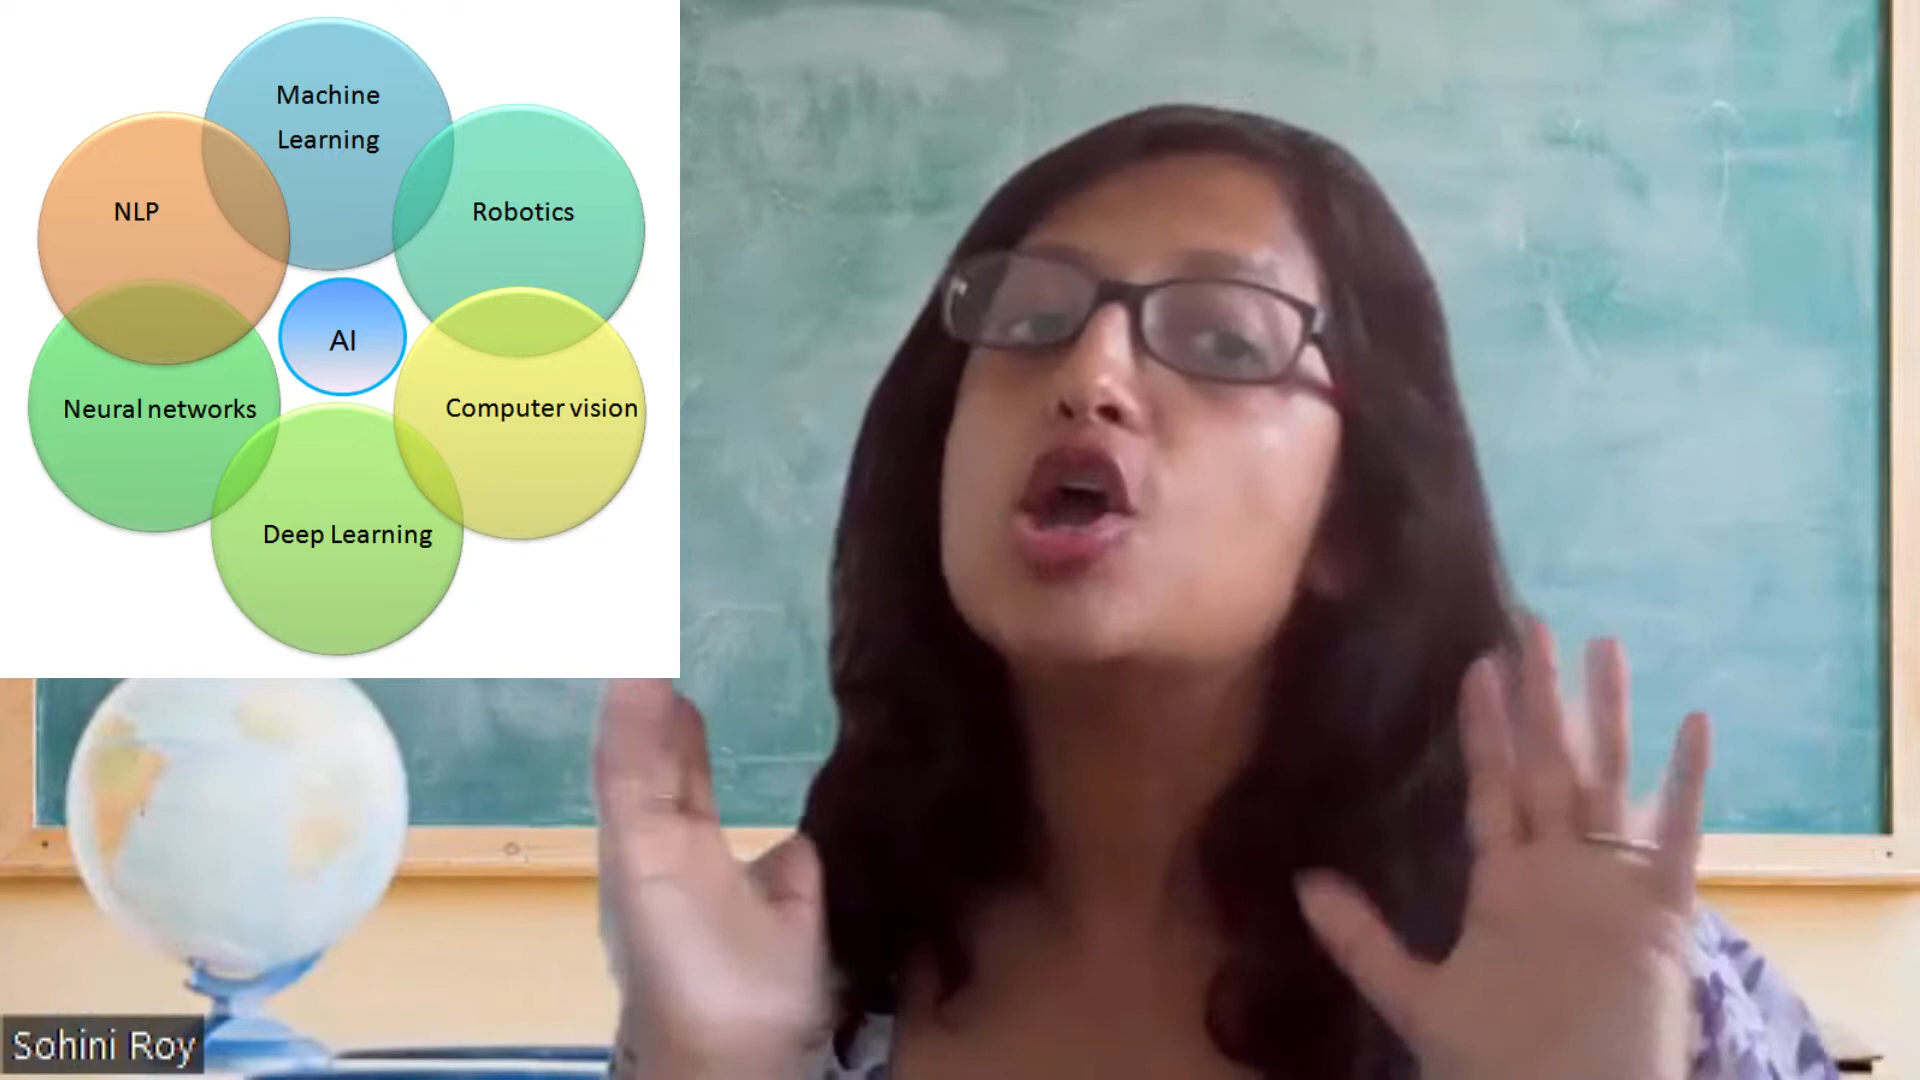 Machine
Learning
NLP
Robotics
AI
Neural networks
Computer vision
Deep Learning
Sohini Roy